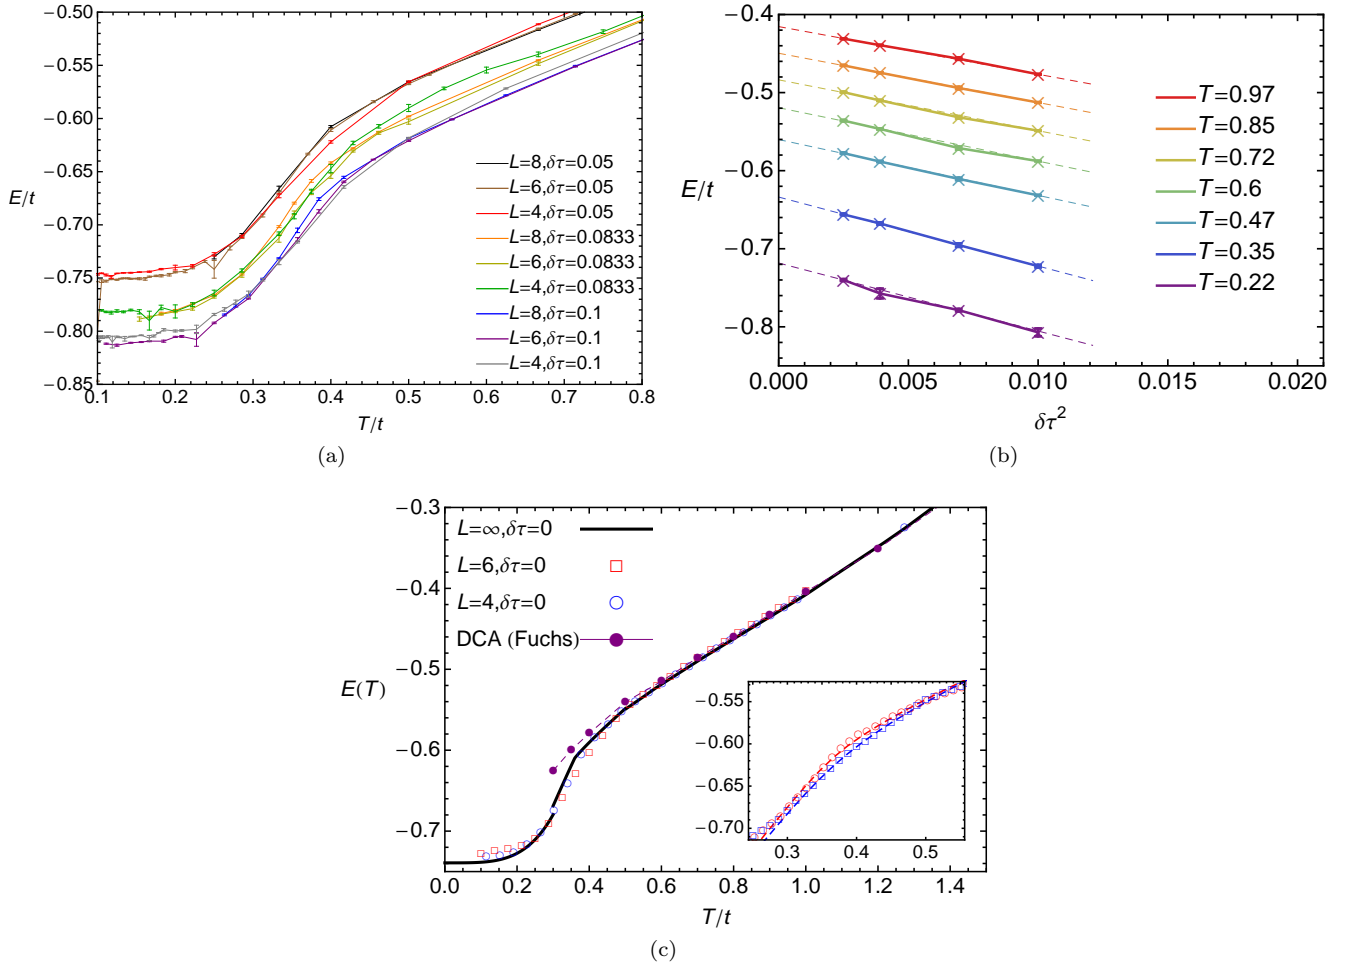 −0.50
−0.55
−0.60
−0.65
E/t
−0.70
−0.75
−0.80
−0.85
0.1 0.2 0.3 0.4 0.5 0.6 0.7 0.8
T/t
L=8,δτ=0.05
L=6,δτ=0.05
L=4,δτ=0.05
L=8,δτ=0.0833
L=6,δτ=0.0833
L=4,δτ=0.0833
L=8,δτ=0.1
L=6,δτ=0.1
L=4,δτ=0.1
(a)
−0.4
−0.5
−0.6
E/t
−0.7
−0.8
0.000 0.005 0.010 0.015 0.020
δτ²
T=0.97
T=0.85
T=0.72
T=0.6
T=0.47
T=0.35
T=0.22
(b)
−0.3
−0.4
−0.5
E(T)
−0.6
−0.7
0.0 0.2 0.4 0.6 0.8 1.0 1.2 1.4
T/t
L=∞,δτ=0
L=6,δτ=0
L=4,δτ=0
DCA (Fuchs)
−0.55
−0.60
−0.65
−0.70
0.3 0.4 0.5
(c)